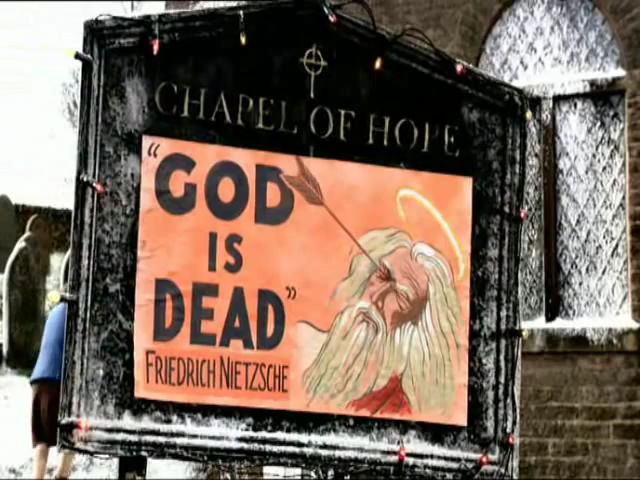 CHAPEL OF HOPE
"GOD
IS
DEAD"
FRIEDRICH NIETZSCHE